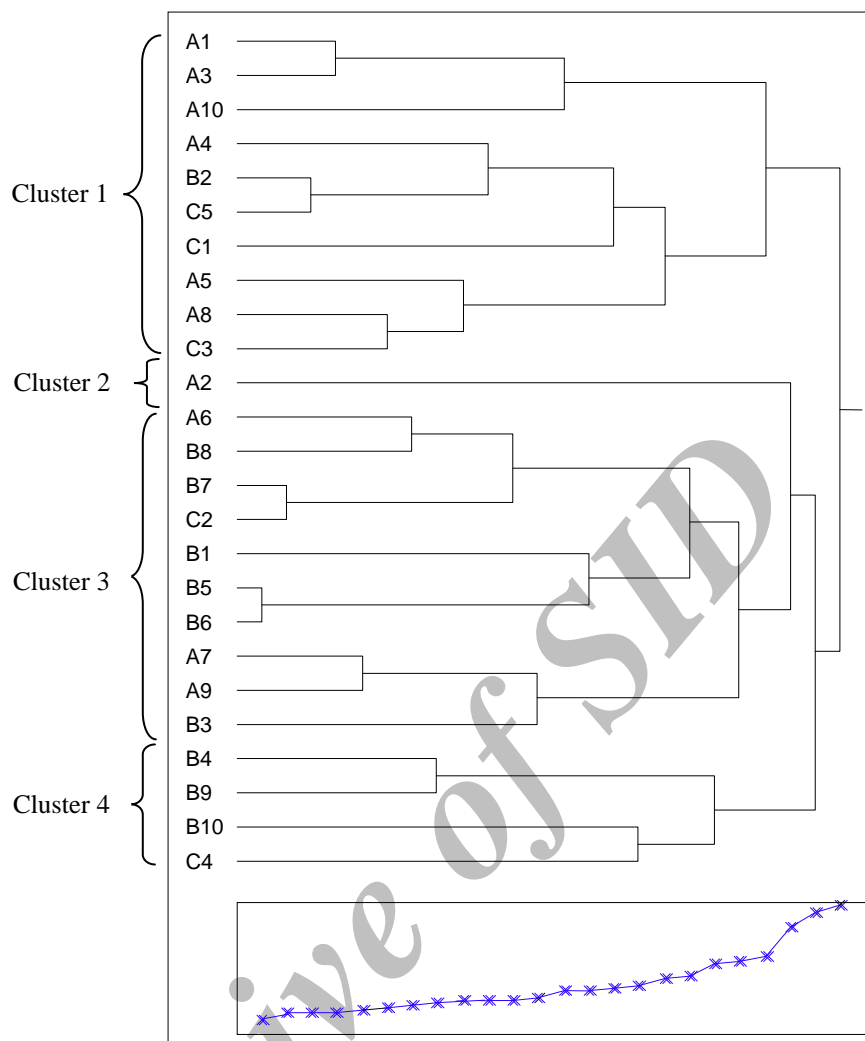 A1
A3
A10
A4
Cluster 1
B2
C5
C1
A5
A8
C3
Cluster 2
A2
A6
B8
B7
C2
B1
Cluster 3
B5
B6
A7
A9
B3
B4
B9
Cluster 4
B10
C4
ive of SID